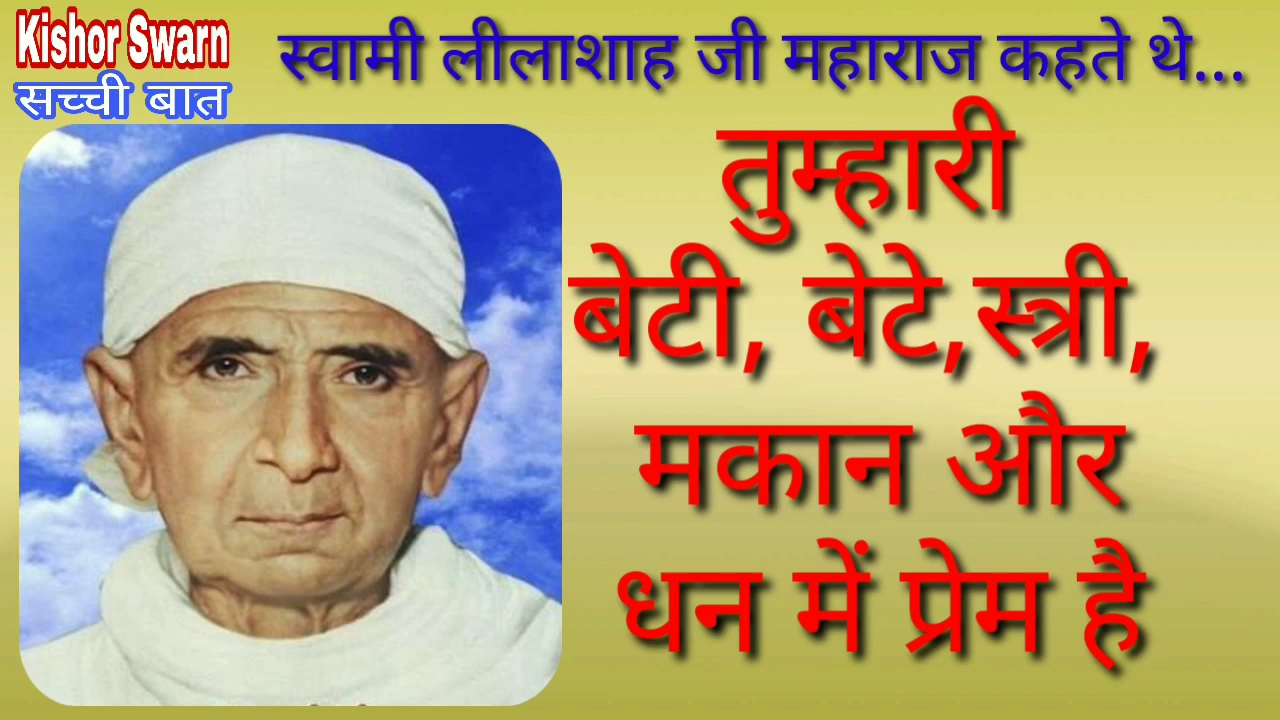 Kishor Swarn
सच्ची बात
स्वामी लीलाशाह जी महाराज कहते थे...
तुम्हारी
बेटी, बेटे,स्त्री,
मकान और
धन में प्रेम है